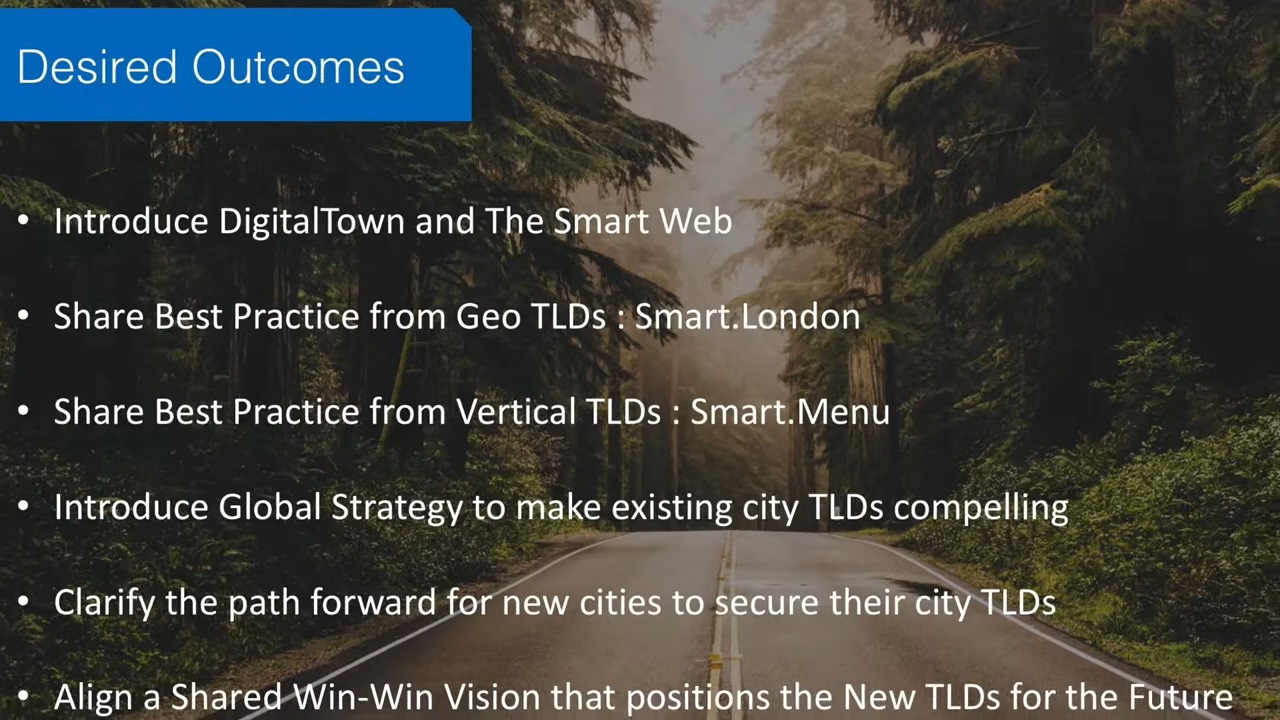 Desired Outcomes
• Introduce DigitalTown and The Smart Web
• Share Best Practice from Geo TLDs : Smart.London
• Share Best Practice from Vertical TLDs : Smart.Menu
• Introduce Global Strategy to make existing city TLDs compelling
• Clarify the path forward for new cities to secure their city TLDs
• Align a Shared Win-Win Vision that positions the New TLDs for the Future